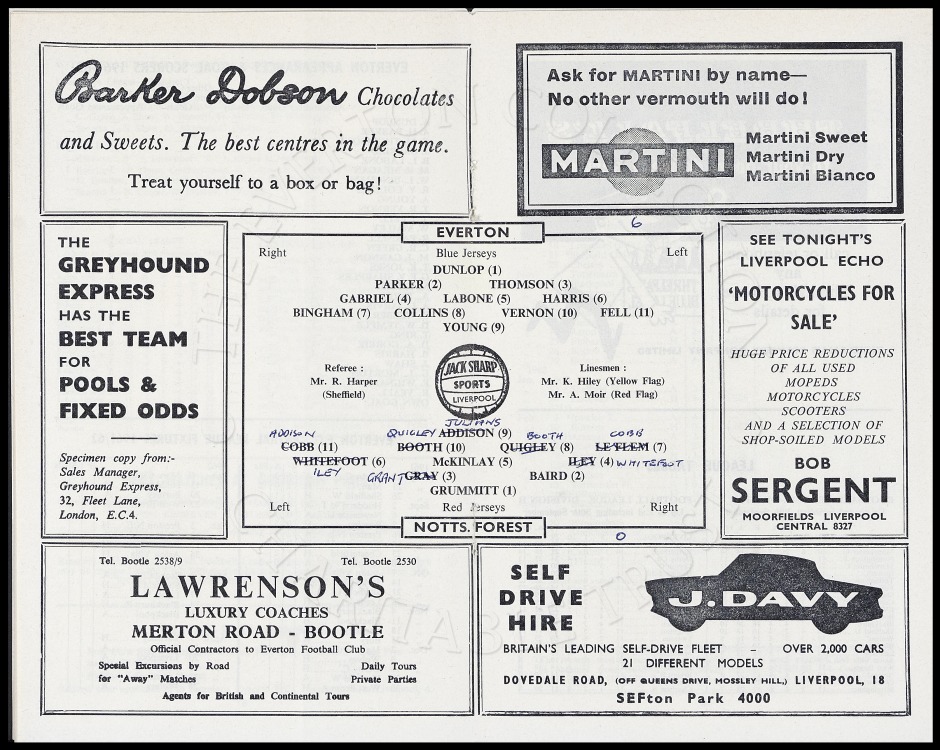 Barker Dobson Chocolates
and Sweets. The best centres in the game.
Treat yourself to a box or bag!
Ask for MARTINI by name—
No other vermouth will do!
MARTINI
Martini Sweet
Martini Dry
Martini Bianco
THE
GREYHOUND
EXPRESS
HAS THE
BEST TEAM
FOR
POOLS &
FIXED ODDS
Specimen copy from:-
Sales Manager,
Greyhound Express,
32, Fleet Lane,
London, E.C.4.
6
EVERTON
Right Blue Jerseys Left
DUNLOP (1)
PARKER (2) THOMSON (3)
GABRIEL (4) LABONE (5) HARRIS (6)
BINGHAM (7) COLLINS (8) VERNON (10) FELL (11)
YOUNG (9)
Referee :
Mr. R. Harper
(Sheffield)
JACK SHARP
SPORTS
LIVERPOOL
Linesmen :
Mr. K. Hiley (Yellow Flag)
Mr. A. Moir (Red Flag)
JULIANS
ADDISON QUIGLEY ADDISON (9) BOOTH COBB
COBB (11) BOOTH (10) QUIGLEY (8) LE FLEM (7)
WHITEFOOT (6) McKINLAY (5) ILEY (4) WHITEFOOT
ILEY GRANT GRAY (3) BAIRD (2)
GRUMMITT (1)
Left Red Jerseys Right
NOTTS. FOREST
0
SEE TONIGHT'S
LIVERPOOL ECHO
'MOTORCYCLES FOR
SALE'
HUGE PRICE REDUCTIONS
OF ALL USED
MOPEDS
MOTORCYCLES
SCOOTERS
AND A SELECTION OF
SHOP-SOILED MODELS
BOB
SERGENT
MOORFIELDS LIVERPOOL
CENTRAL 8327
Tel. Bootle 2538/9 Tel. Bootle 2530
LAWRENSON'S
LUXURY COACHES
MERTON ROAD - BOOTLE
Official Contractors to Everton Football Club
Special Excursions by Road
for "Away" Matches
Daily Tours
Private Parties
Agents for British and Continental Tours
SELF
DRIVE
HIRE
J. DAVY
BRITAIN'S LEADING SELF-DRIVE FLEET – OVER 2,000 CARS
21 DIFFERENT MODELS
DOVEDALE ROAD, (OFF QUEENS DRIVE, MOSSLEY HILL,) LIVERPOOL, 18
SEFton Park 4000